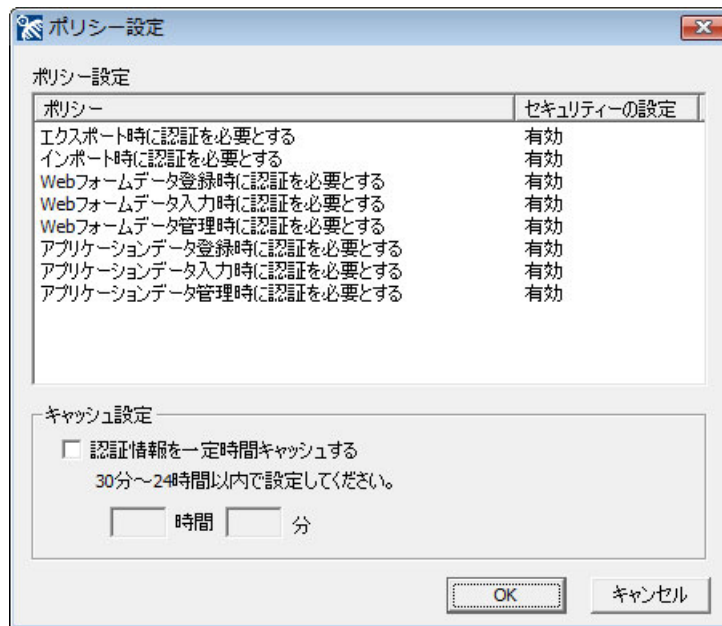 ポリシー設定
ポリシー設定
ポリシー セキュリティーの設定
エクスポート時に認証を必要とする 有効
インポート時に認証を必要とする 有効
Webフォームデータ登録時に認証を必要とする 有効
Webフォームデータ入力時に認証を必要とする 有効
Webフォームデータ管理時に認証を必要とする 有効
アプリケーションデータ登録時に認証を必要とする 有効
アプリケーションデータ入力時に認証を必要とする 有効
アプリケーションデータ管理時に認証を必要とする 有効
キャッシュ設定
認証情報を一定時間キャッシュする
30分～24時間以内で設定してください。
時間 分
OK キャンセル